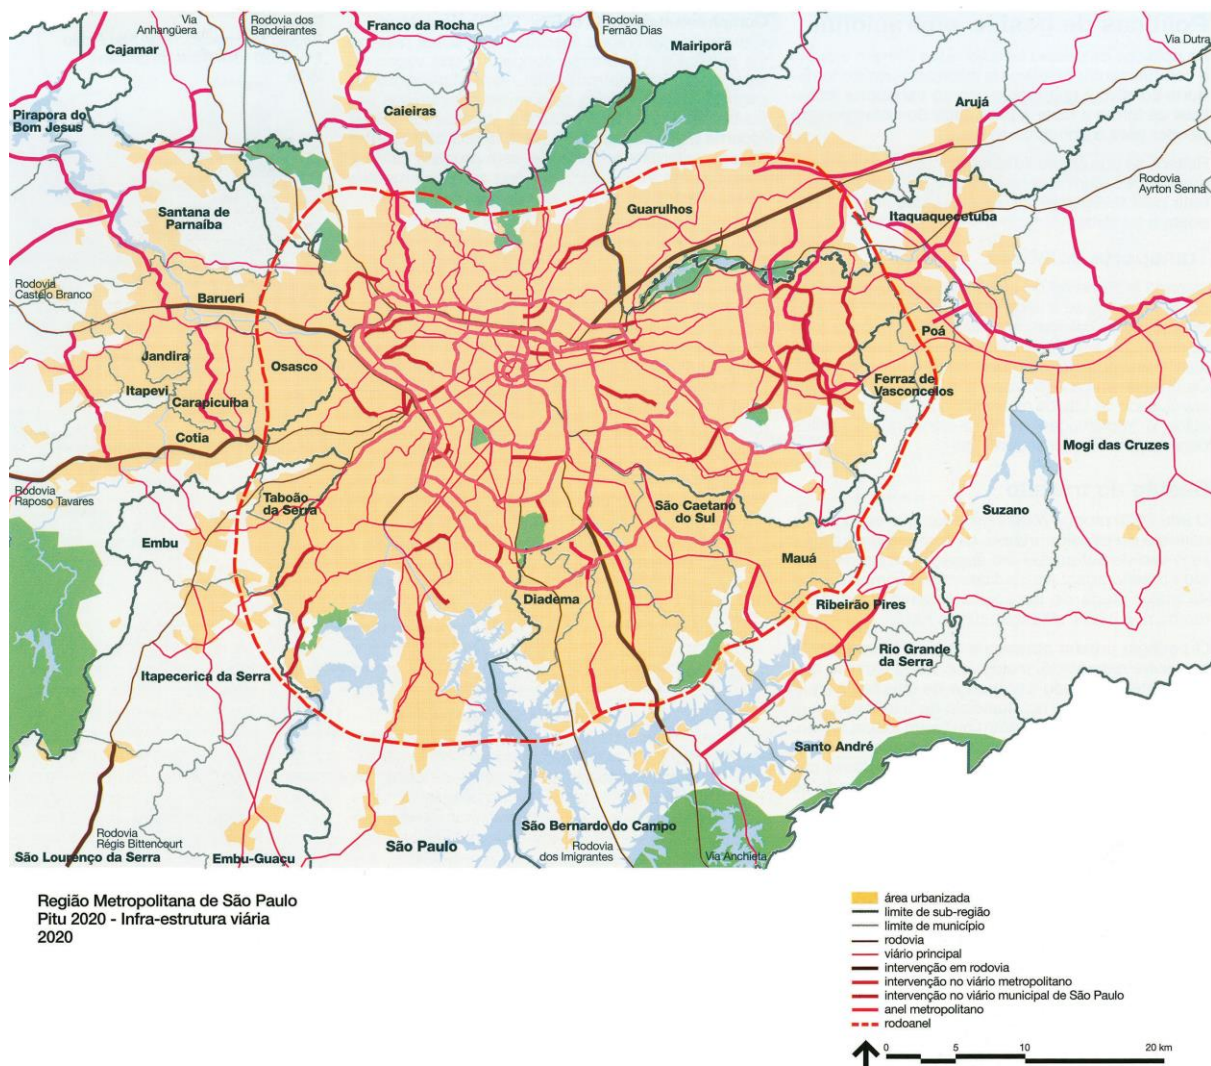 Via
Anhangüera
Rodovia dos
Bandeirantes
Franco da Rocha
Rodovia
Fernão Dias
Mairiporã
Via Dutra
Cajamar
Pirapora do
Bom Jesus
Caieiras
Arujá
Rodovia
Ayrton Senna
Santana de
Parnaíba
Guarulhos
Itaquaquecetuba
Rodovia
Castelo Branco
Barueri
Poá
Jandira
Osasco
Itapevi
Carapicuíba
Ferraz de
Vasconcelos
Cotia
Mogi das Cruzes
Rodovia
Raposo Tavares
Taboão
da Serra
São Caetano
do Sul
Suzano
Embu
Mauá
Diadema
Ribeirão Pires
Rio Grande
da Serra
Itapecerica da Serra
Santo André
São Bernardo do Campo
Rodovia
Régis Bittencourt
São Lourenço da Serra
Embu-Guaçu
São Paulo
Rodovia
dos Imigrantes
Via Anchieta
Região Metropolitana de São Paulo
Pitu 2020 - Infra-estrutura viária
2020
área urbanizada
limite de sub-região
limite de município
rodovia
viário principal
intervenção em rodovia
intervenção no viário metropolitano
intervenção no viário municipal de São Paulo
anel metropolitano
rodoanel
0 5 10 20 km